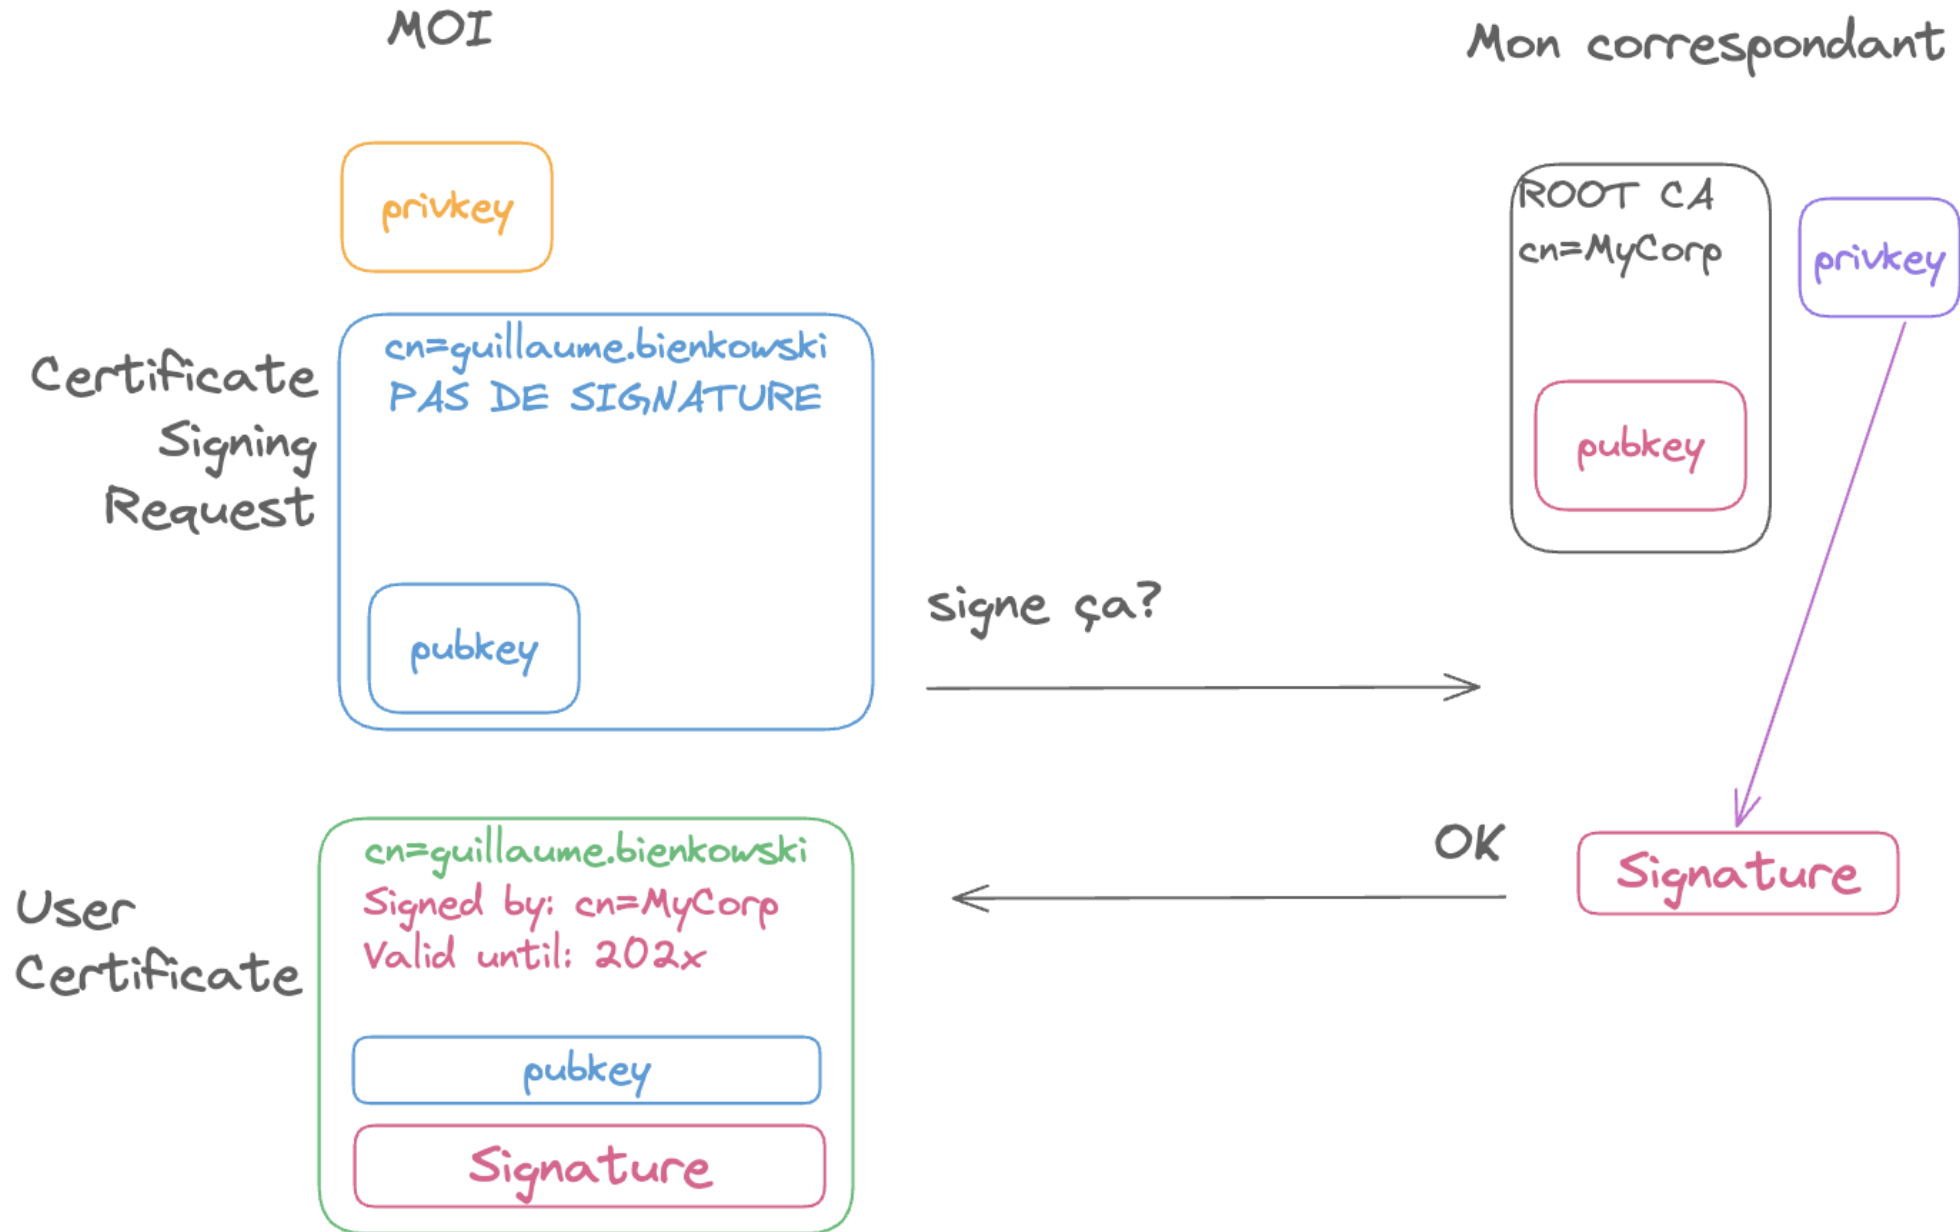 MOI
Mon correspondant
privkey
ROOT CA
cn=MyCorp
privkey
pubkey
Certificate
Signing
Request
cn=guillaume.bienkowski
PAS DE SIGNATURE
pubkey
signe ça?
OK
Signature
User
Certificate
cn=guillaume.bienkowski
Signed by: cn=MyCorp
Valid until: 202x
pubkey
Signature